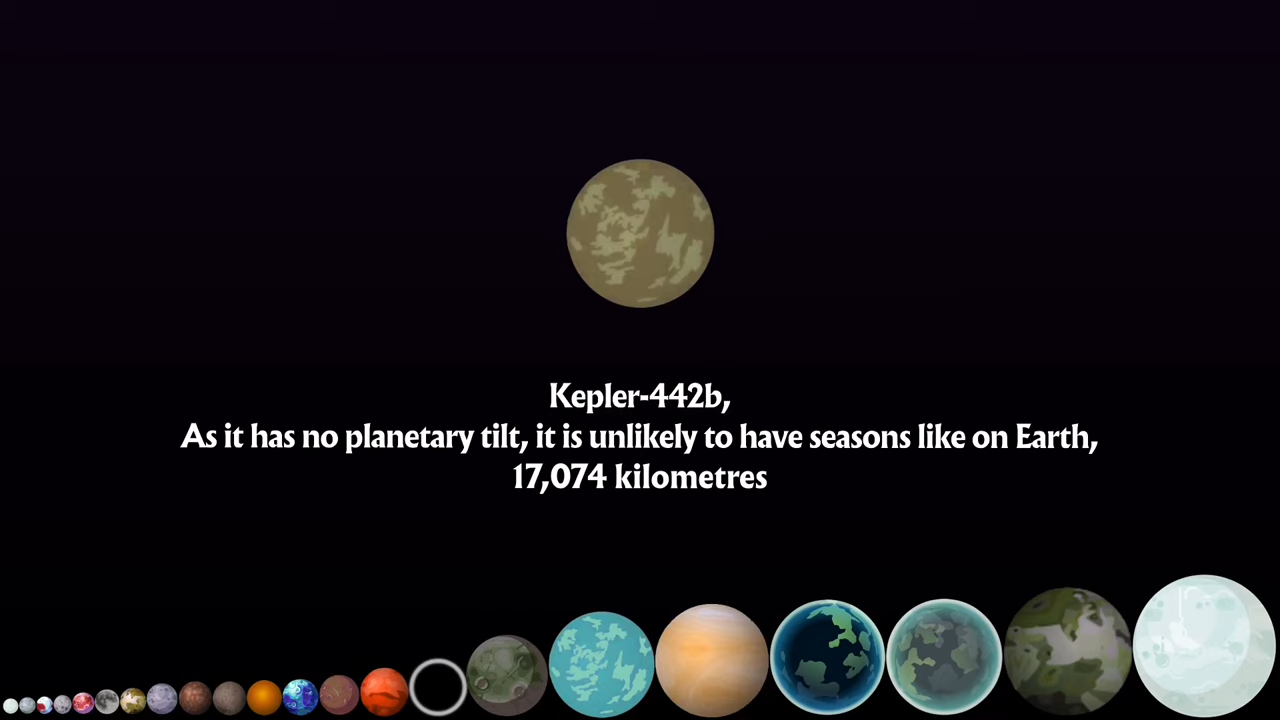 Kepler-442b,
As it has no planetary tilt, it is unlikely to have seasons like on Earth,
17,074 kilometres